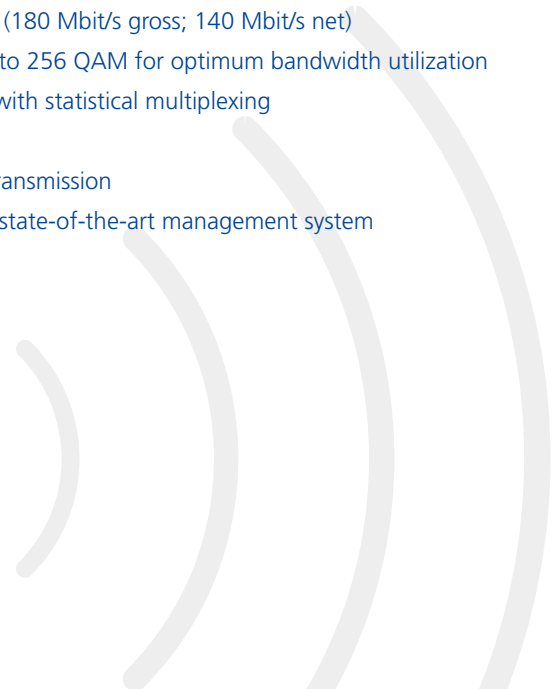 (180 Mbit/s gross; 140 Mbit/s net)
to 256 QAM for optimum bandwidth utilization
with statistical multiplexing
ransmission
state-of-the-art management system